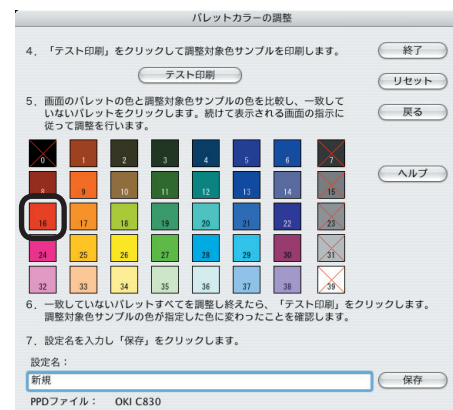 パレットカラーの調整
4. 「テスト印刷」をクリックして調整対象色サンプルを印刷します。
終了
テスト印刷
リセット
5. 画面のパレットの色と調整対象色サンプルの色を比較し、一致して
いないパレットをクリックします。続けて表示される画面の指示に
従って調整を行います。
戻る
ヘルプ
0 1 2 3 4 5 6 7
8 9 10 11 12 13 14 15
16 17 18 19 20 21 22 23
24 25 26 27 28 29 30 31
32 33 34 35 36 37 38 39
6. 一致していないパレットすべてを調整し終えたら、「テスト印刷」をクリックします。
調整対象色サンプルの色が指定した色に変わったことを確認します。
7. 設定名を入力し「保存」をクリックします。
設定名：
新規
保存
PPDファイル： OKI C830